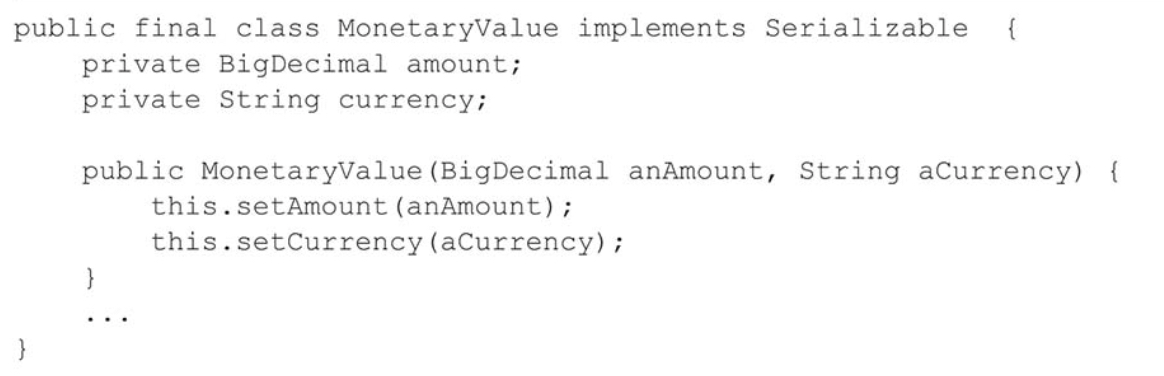 public final class MonetaryValue implements Serializable  {
    private BigDecimal amount;
    private String currency;

    public MonetaryValue(BigDecimal anAmount, String aCurrency) {
        this.setAmount(anAmount);
        this.setCurrency(aCurrency);
    }
    ...
}